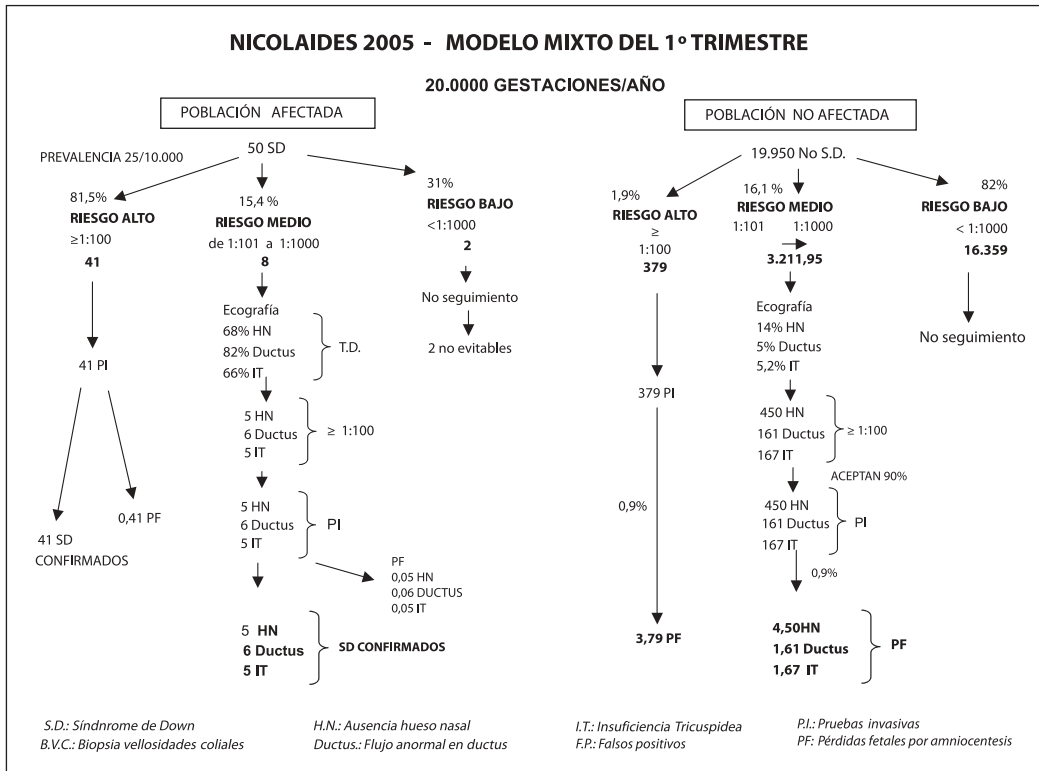 NICOLAIDES 2005 - MODELO MIXTO DEL 1º TRIMESTRE
20.0000 GESTACIONES/AÑO
POBLACIÓN AFECTADA
PREVALENCIA 25/10.000
50 SD
81,5%
RIESGO ALTO
≥1:100
41
41 PI
41 SD
CONFIRMADOS
0,41 PF
15,4 %
RIESGO MEDIO
de 1:101 a 1:1000
8
Ecografía
68% HN
82% Ductus
66% IT
T.D.
5 HN
6 Ductus
5 IT
≥ 1:100
5 HN
6 Ductus
5 IT
PI
PF
0,05 HN
0,06 DUCTUS
0,05 IT
5 HN
6 Ductus
5 IT
SD CONFIRMADOS
31%
RIESGO BAJO
<1:1000
2
No seguimiento
2 no evitables
POBLACIÓN NO AFECTADA
19.950 No S.D.
1,9%
RIESGO ALTO
≥
1:100
379
379 PI
0,9%
3,79 PF
16,1 %
RIESGO MEDIO
1:101 1:1000
3.211,95
Ecografía
14% HN
5% Ductus
5,2% IT
450 HN
161 Ductus
167 IT
≥ 1:100
ACEPTAN 90%
450 HN
161 Ductus
167 IT
PI
0,9%
4,50HN
1,61 Ductus
1,67 IT
PF
82%
RIESGO BAJO
< 1:1000
16.359
No seguimiento
S.D.: Síndnrome de Down
B.V.C.: Biopsia vellosidades coliales
H.N.: Ausencia hueso nasal
Ductus.: Flujo anormal en ductus
I.T.: Insuficiencia Tricuspidea
F.P.: Falsos positivos
P.I.: Pruebas invasivas
PF: Pérdidas fetales por amniocentesis